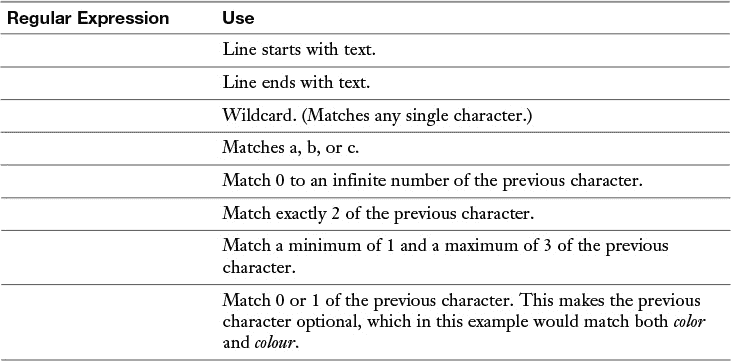 Regular Expression Use
Line starts with text.
Line ends with text.
Wildcard. (Matches any single character.)
Matches a, b, or c.
Match 0 to an infinite number of the previous character.
Match exactly 2 of the previous character.
Match a minimum of 1 and a maximum of 3 of the previous
character.
Match 0 or 1 of the previous character. This makes the previous
character optional, which in this example would match both color
and colour.